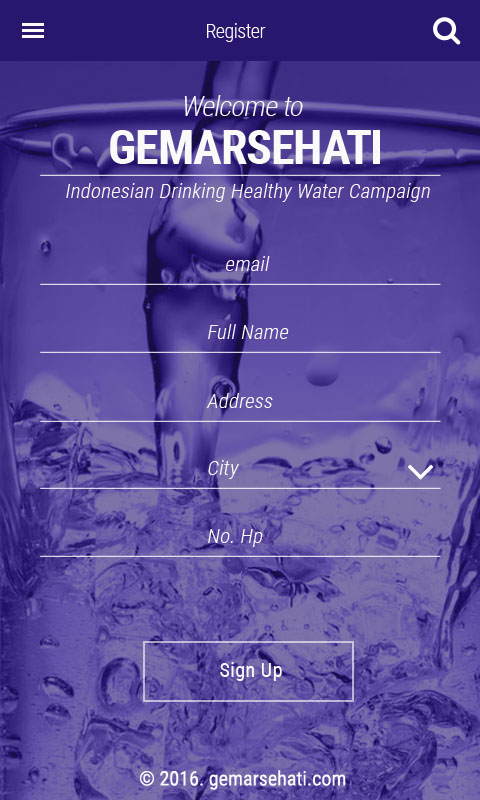 Register
Welcome to
GEMARSEHATI
Indonesian Drinking Healthy Water Campaign
email
Full Name
Address
City
No. Hp
Sign Up
© 2016. gemarsehati.com